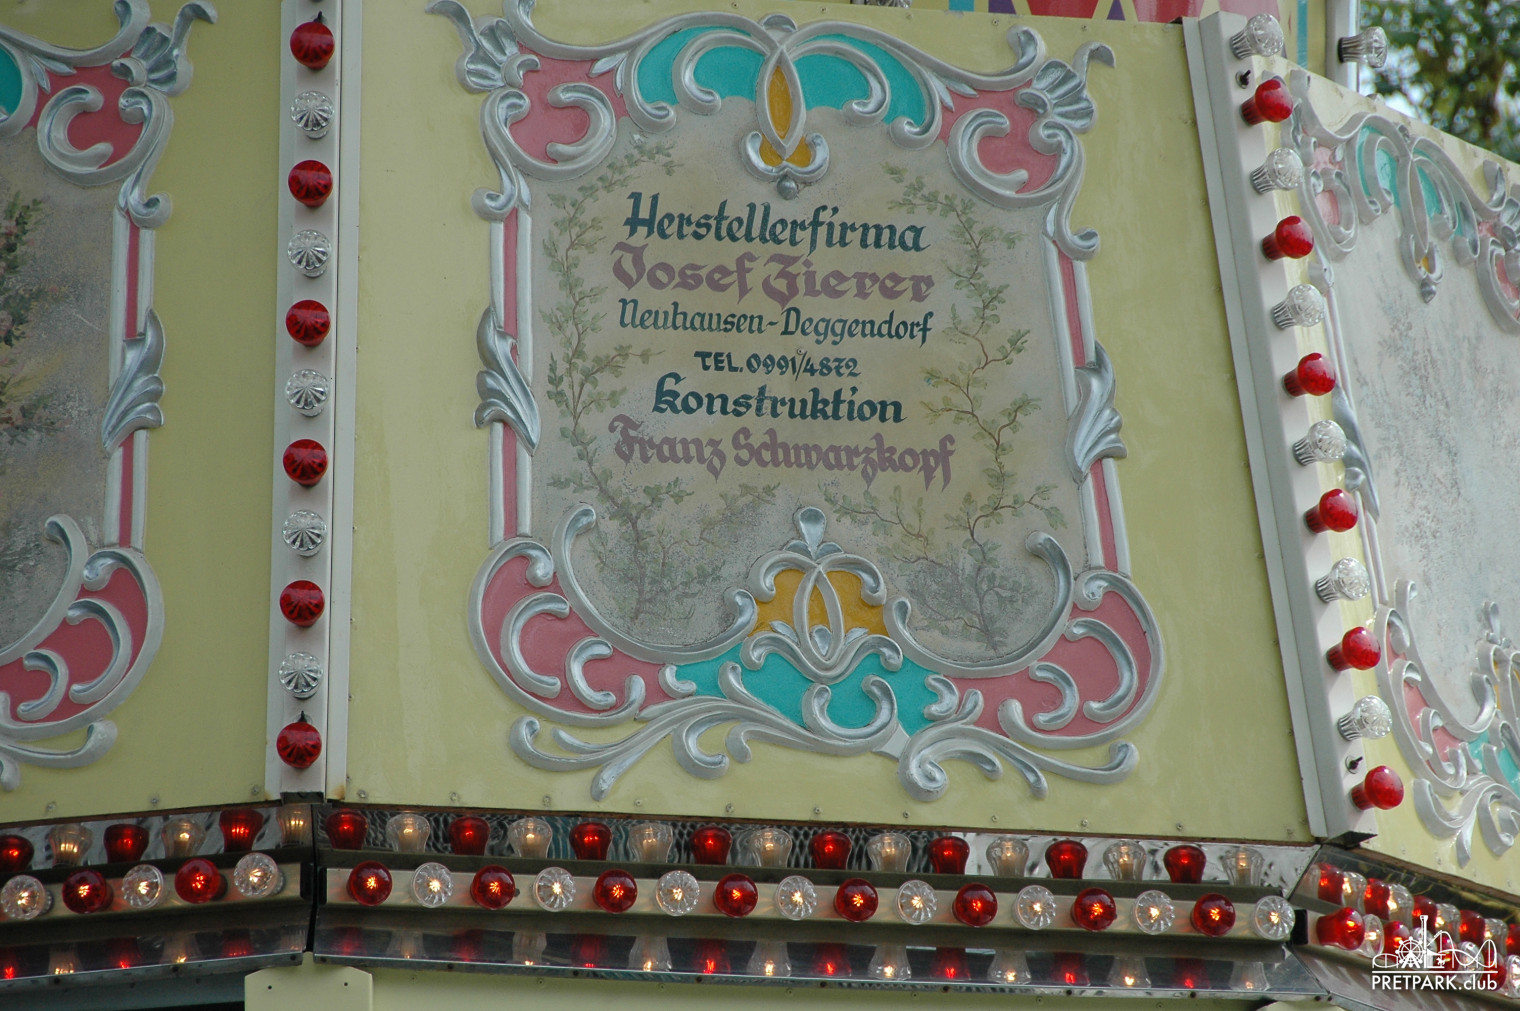 Herstellerfirma
Josef Zierer
Neuhausen-Deggendorf
TEL. 0991/4872
Konstruktion
Franz Schwarzkopf
PRETPARK.club